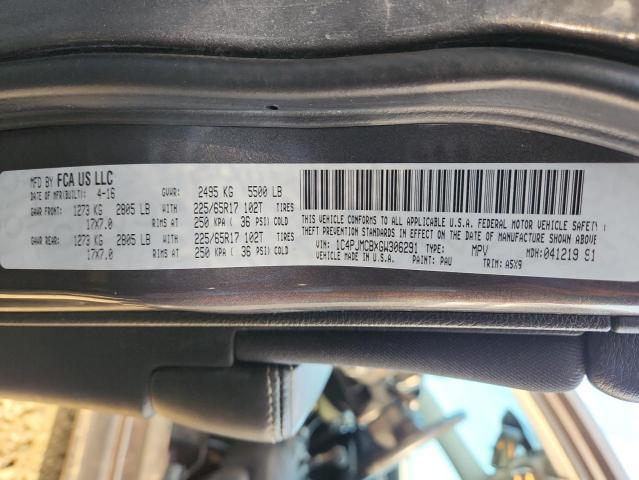 MFD BY FCA US LLC
DATE OF MFR(BUILT): 4-16 GVWR: 2495 KG 5500 LB
GAWR FRONT: 1273 KG 2805 LB WITH 225/65R17 102T TIRES
17X7.0 RIMS AT 250 KPA ( 36 PSI) COLD
GAWR REAR: 1273 KG 2805 LB WITH 225/65R17 102T TIRES
17X7.0 RIMS AT 250 KPA ( 36 PSI) COLD
THIS VEHICLE CONFORMS TO ALL APPLICABLE U.S.A. FEDERAL MOTOR VEHICLE SAFETY
THEFT PREVENTION STANDARDS IN EFFECT ON THE DATE OF MANUFACTURE SHOWN ABOVE
VIN: 1C4PJMCBXGW306291 TYPE: MPV MDH: 041219 91
VEHICLE MADE IN U.S.A. PAINT: PAU TRIM: A5X9